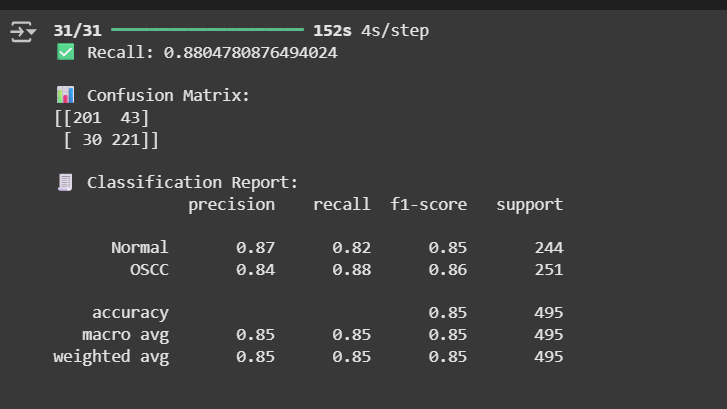 31/31 ━━━━━━━━━━━━━━━━━━━━ 152s 4s/step
✅ Recall: 0.8804780876494024
📊 Confusion Matrix:
[[201  43]
 [ 30 221]]
📜 Classification Report:
              precision    recall  f1-score   support
      Normal       0.87      0.82      0.85       244
        OSCC       0.84      0.88      0.86       251
    accuracy                           0.85       495
   macro avg       0.85      0.85      0.85       495
weighted avg       0.85      0.85      0.85       495